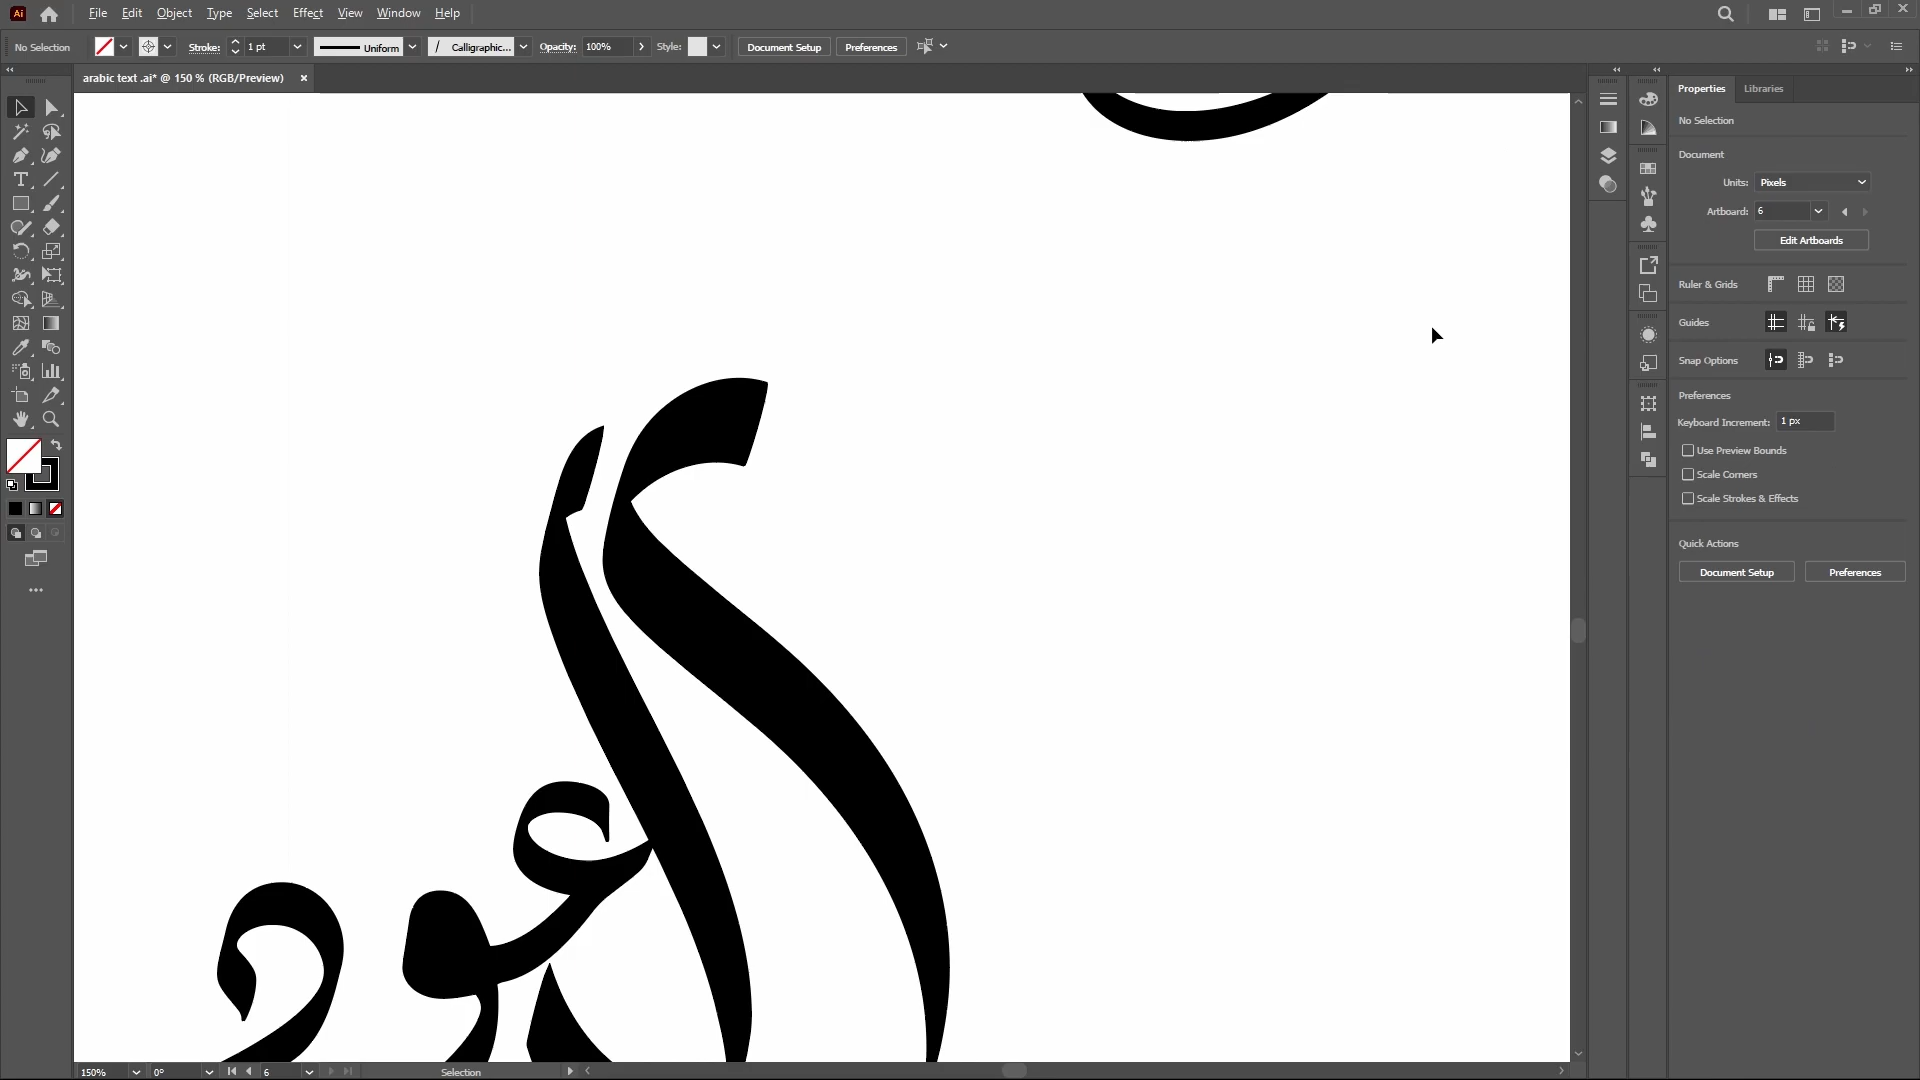 Ai File Edit Object Type Select Effect View Window Help
No Selection Stroke: 1 pt Uniform Calligraphic... Opacity: 100% Style: Document Setup Preferences
arabic text .ai* @ 150 % (RGB/Preview) ×
Properties Libraries
No Selection
Document
Units: Pixels
Artboard: 6
Edit Artboards
Ruler & Grids
Guides
Snap Options
Preferences
Keyboard Increment: 1 px
Use Preview Bounds
Scale Corners
Scale Strokes & Effects
Quick Actions
Document Setup Preferences
150% 0° 6 Selection